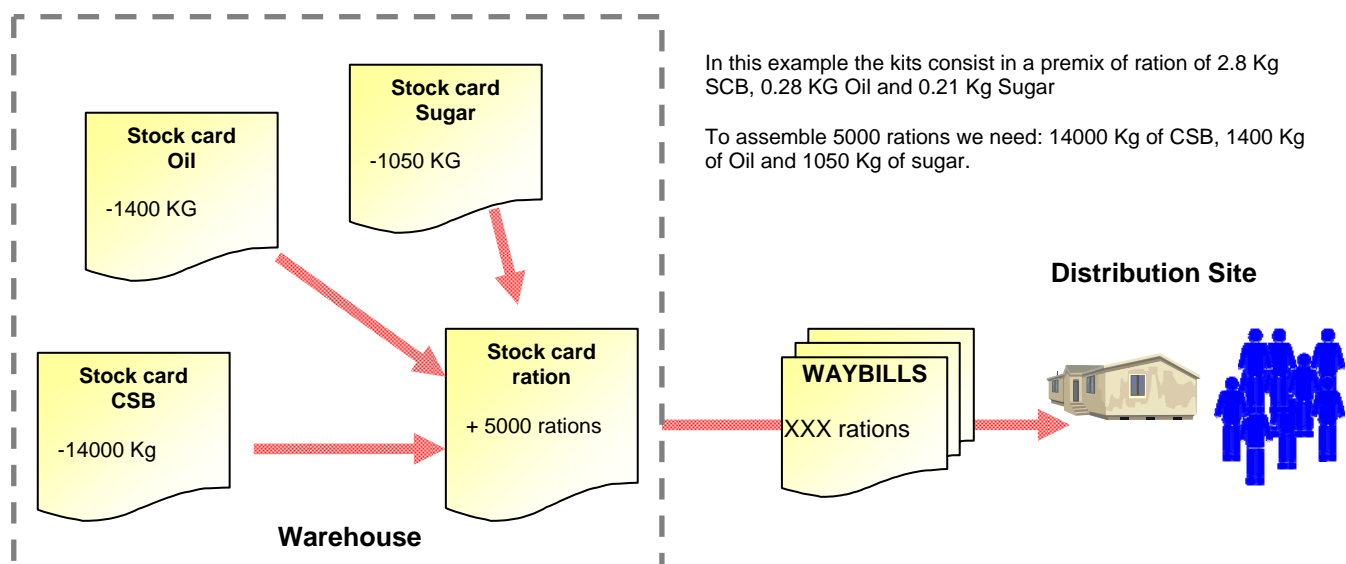 In this example the kits consist in a premix of ration of 2.8 Kg
SCB, 0.28 KG Oil and 0.21 Kg Sugar
To assemble 5000 rations we need: 14000 Kg of CSB, 1400 Kg
of Oil and 1050 Kg of sugar.
Stock card
Sugar
-1050 KG
Stock card
Oil
-1400 KG
Stock card
CSB
-14000 Kg
Stock card
ration
+ 5000 rations
Warehouse
WAYBILLS
XXX rations
Distribution Site